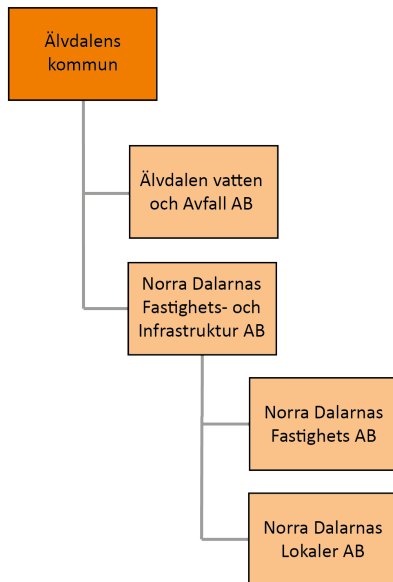 Älvdalens
kommun
Älvdalen vatten
och Avfall AB
Norra Dalarnas
Fastighets- och
Infrastruktur AB
Norra Dalarnas
Fastighets AB
Norra Dalarnas
Lokaler AB